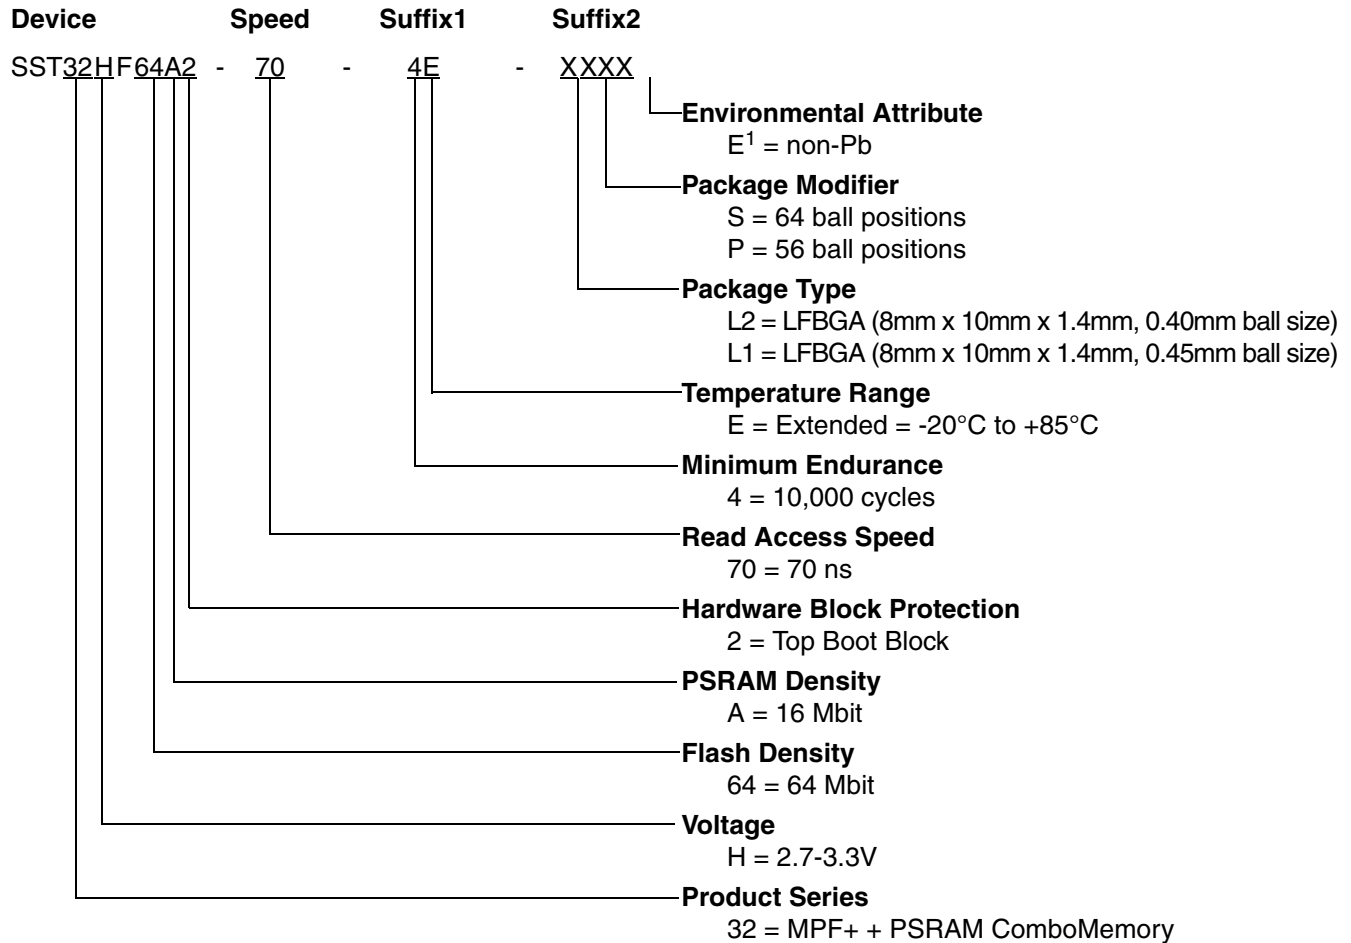 Device Speed Suffix1 Suffix2
SST32HF64A2 - 70 - 4E - XXXX
Environmental Attribute
E1 = non-Pb
Package Modifier
S = 64 ball positions
P = 56 ball positions
Package Type
L2 = LFBGA (8mm x 10mm x 1.4mm, 0.40mm ball size)
L1 = LFBGA (8mm x 10mm x 1.4mm, 0.45mm ball size)
Temperature Range
E = Extended = -20°C to +85°C
Minimum Endurance
4 = 10,000 cycles
Read Access Speed
70 = 70 ns
Hardware Block Protection
2 = Top Boot Block
PSRAM Density
A = 16 Mbit
Flash Density
64 = 64 Mbit
Voltage
H = 2.7-3.3V
Product Series
32 = MPF+ + PSRAM ComboMemory